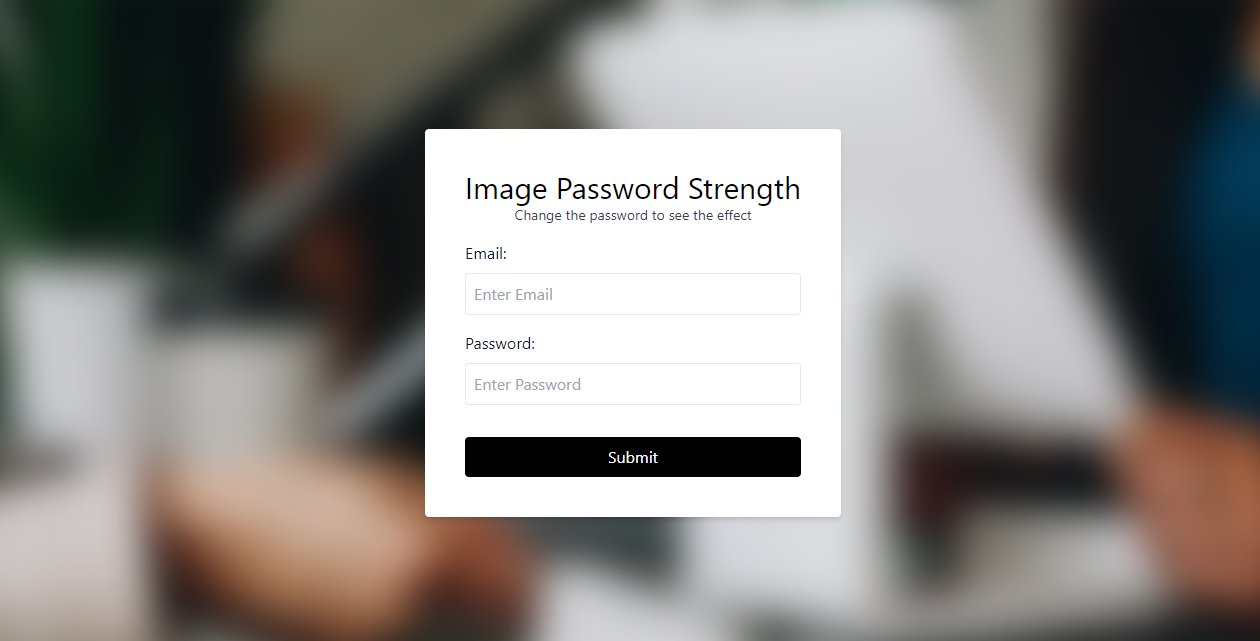 Image Password Strength
Change the password to see the effect
Email:
Enter Email
Password:
Enter Password
Submit